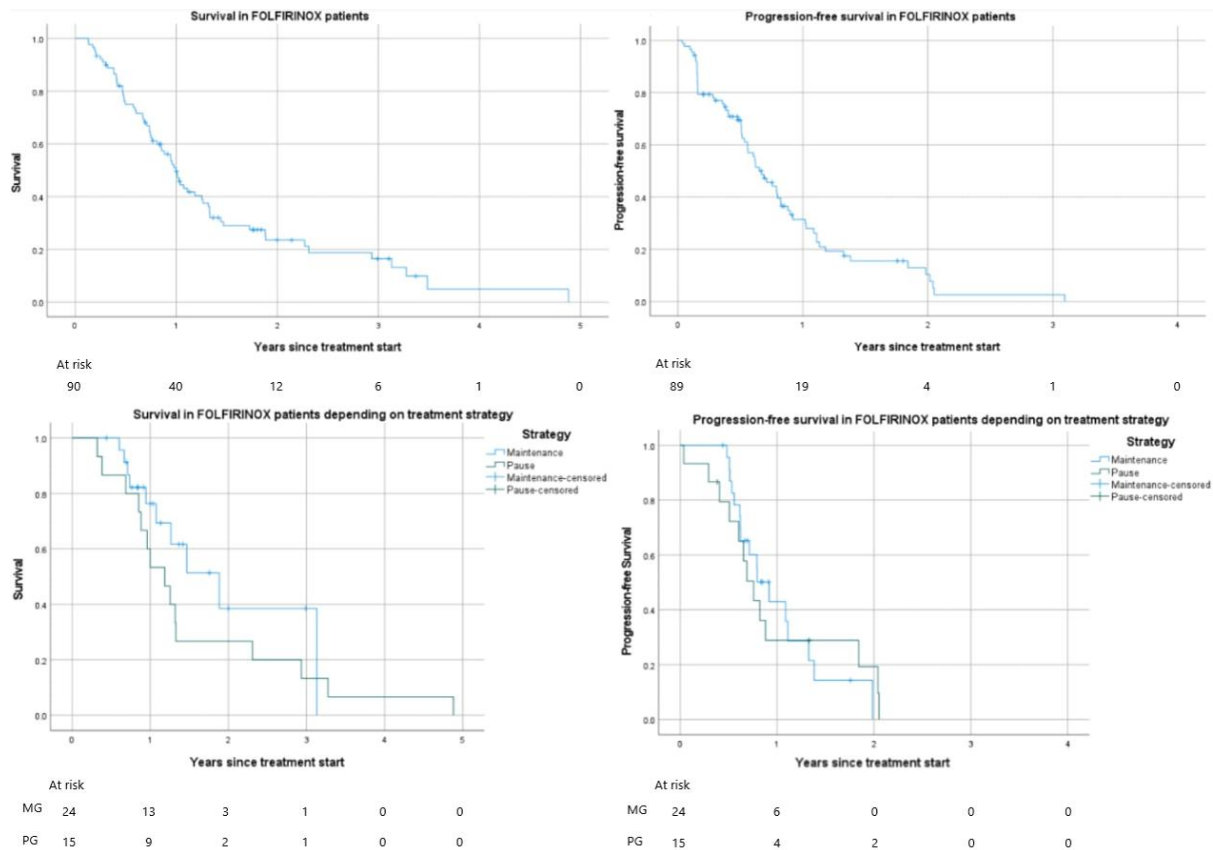 Survival in FOLFIRINOX patients
1.0
0.8
0.6
0.4
0.2
0.0
Survival
0 1 2 3 4 5
Years since treatment start
At risk
90 40 12 6 1 0
Progression-free survival in FOLFIRINOX patients
1.0
0.8
0.6
0.4
0.2
0.0
Progression-free survival
0 1 2 3 4
Years since treatment start
At risk
89 19 4 1 0
Survival in FOLFIRINOX patients depending on treatment strategy
Strategy
Maintenance
Pause
Maintenance-censored
Pause-censored
1.0
0.8
0.6
0.4
0.2
0.0
Survival
0 1 2 3 4 5
Years since treatment start
At risk
MG 24 13 3 1 0 0
PG 15 9 2 1 0 0
Progression-free survival in FOLFIRINOX patients depending on treatment strategy
Strategy
Maintenance
Pause
Maintenance-censored
Pause-censored
1.0
0.8
0.6
0.4
0.2
0.0
Progression-free Survival
0 1 2 3 4
Years since treatment start
At risk
MG 24 6 0 0 0
PG 15 4 2 0 0